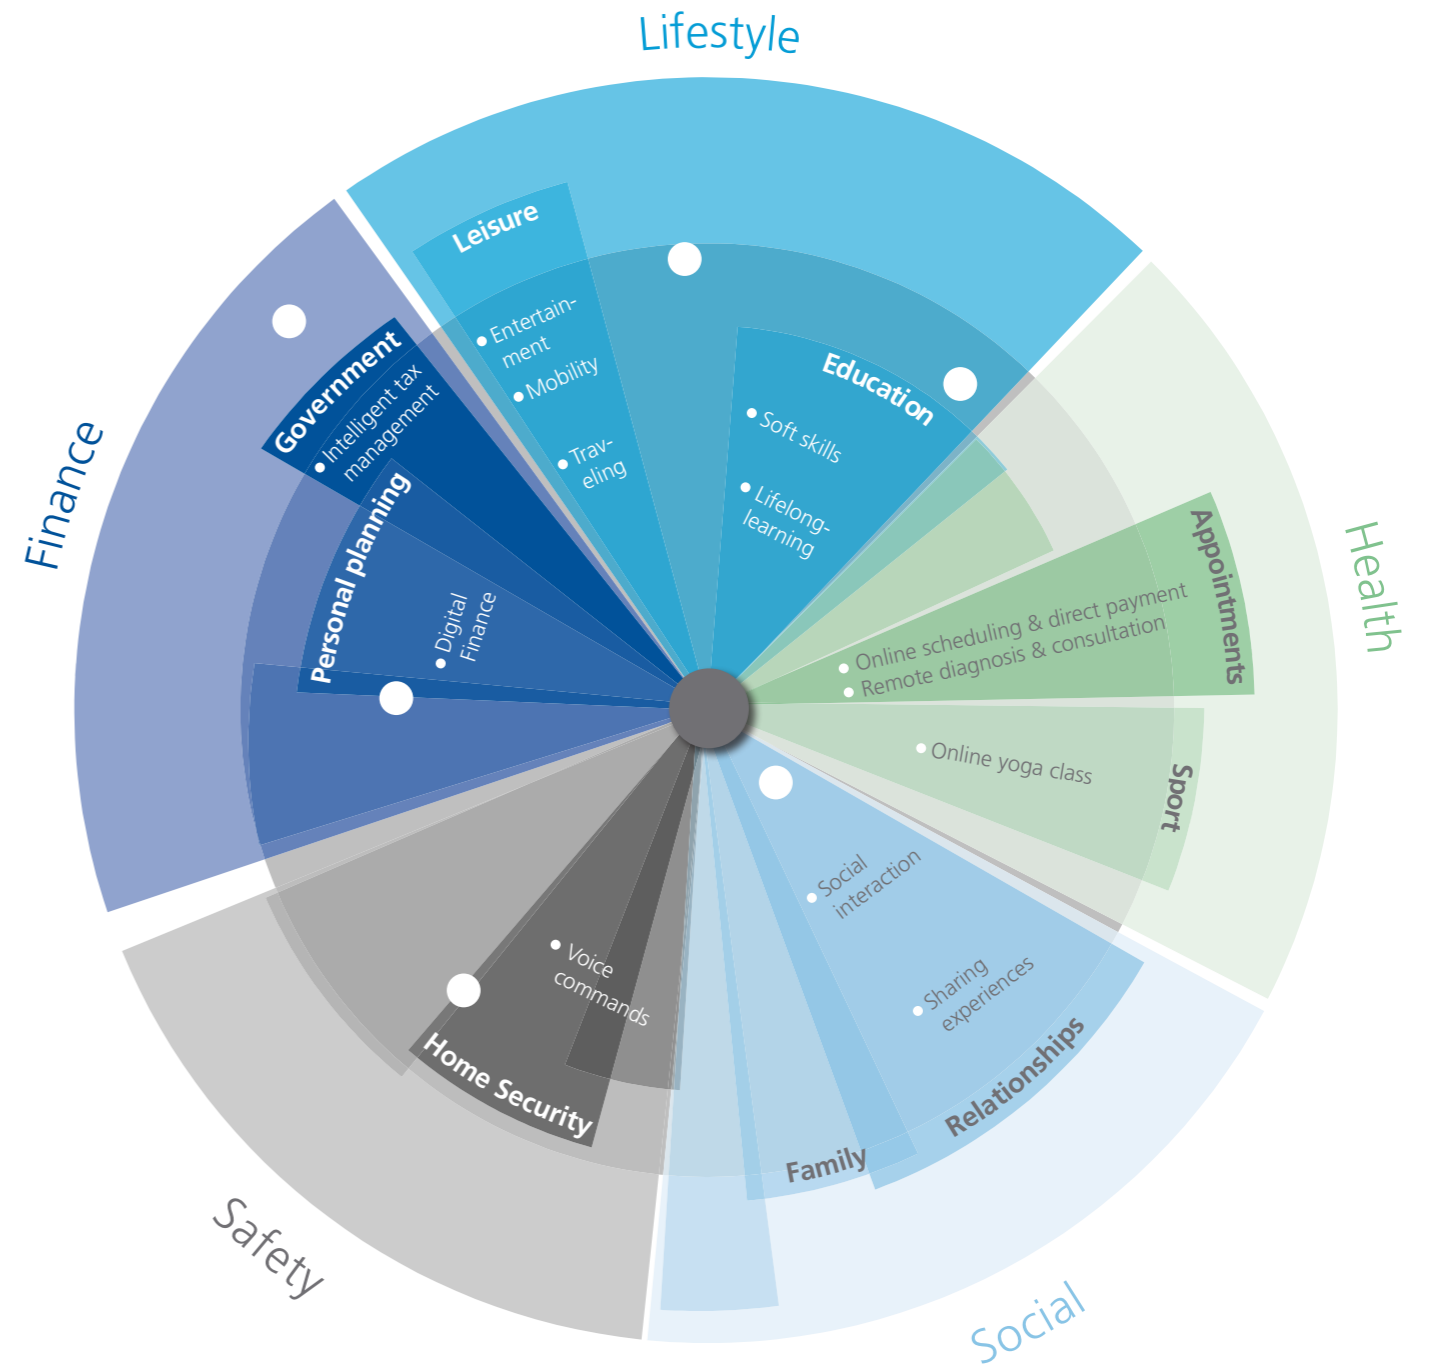 Lifestyle
Leisure
• Entertain-
ment
• Mobility
• Trav-
eling
Education
• Soft skills
• Lifelong-
learning
Health
Appointments
• Online scheduling & direct payment
• Remote diagnosis & consultation
Sport
• Online yoga class
Social
Relationships
• Social
interaction
• Sharing
experiences
Family
Safety
Home Security
• Voice
commands
Finance
Government
• Intelligent tax
management
Personal planning
• Digital
Finance